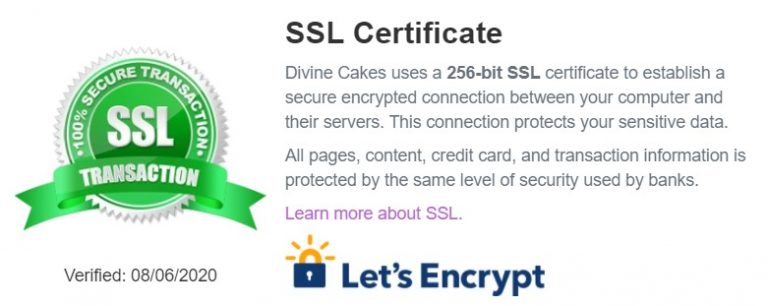 100% SECURE TRANSACTION
SSL
TRANSACTION
Verified: 08/06/2020
SSL Certificate
Divine Cakes uses a 256-bit SSL certificate to establish a
secure encrypted connection between your computer and
their servers. This connection protects your sensitive data.
All pages, content, credit card, and transaction information is
protected by the same level of security used by banks.
Learn more about SSL.
Let's Encrypt